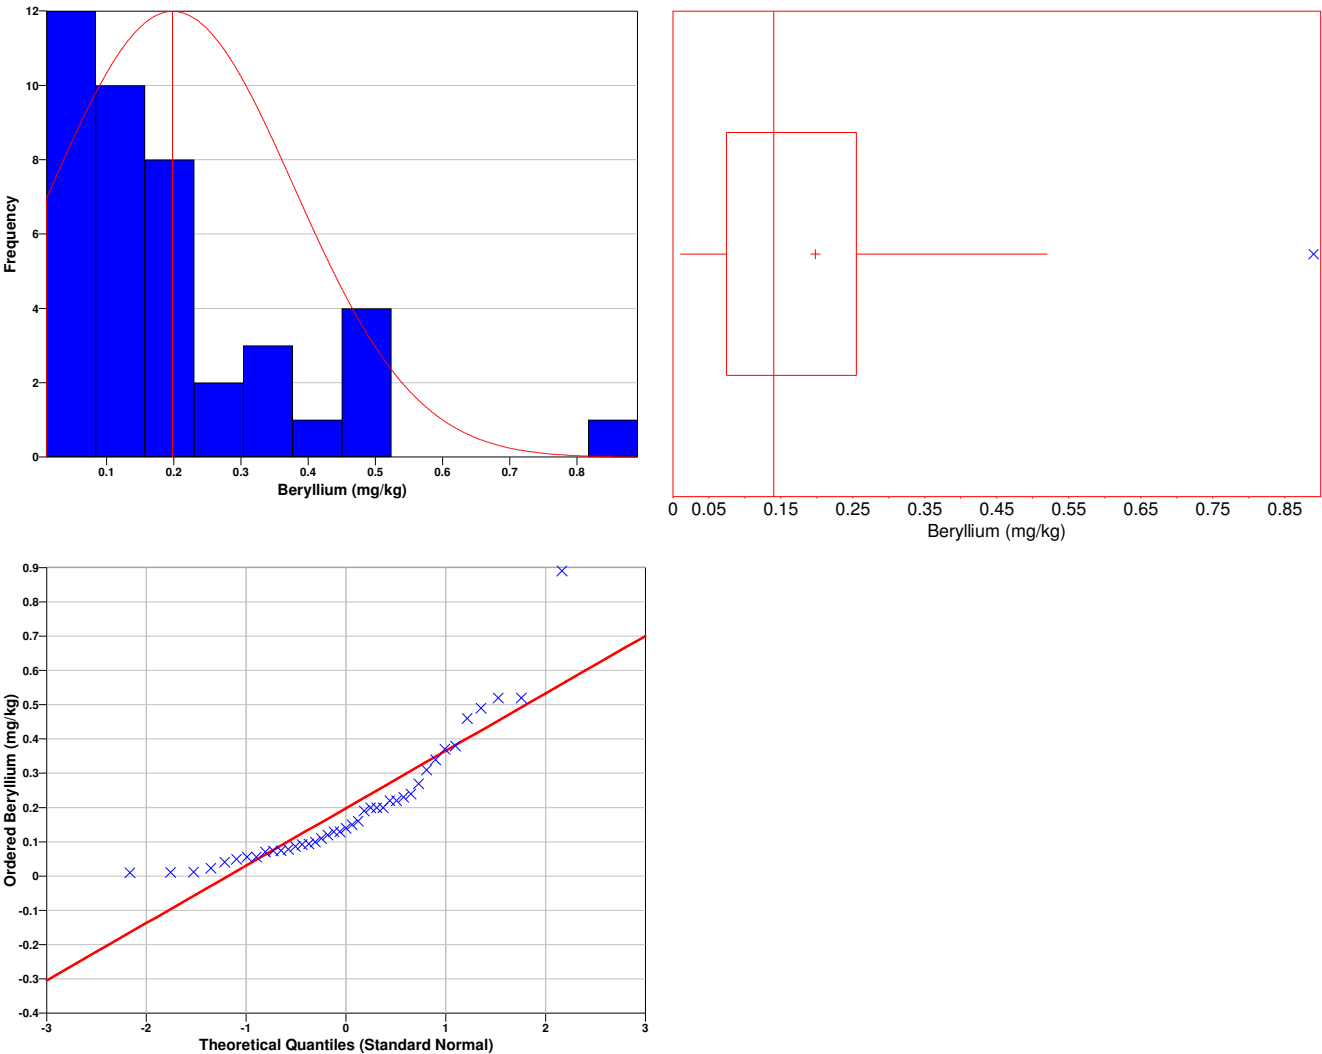 12
10
8
6
4
2
0
Frequency
0.1 0.2 0.3 0.4 0.5 0.6 0.7 0.8
Beryllium (mg/kg)
0 0.05 0.15 0.25 0.35 0.45 0.55 0.65 0.75 0.85
Beryllium (mg/kg)
0.9
0.8
0.7
0.6
0.5
0.4
0.3
0.2
0.1
0
-0.1
-0.2
-0.3
-0.4
Ordered Beryllium (mg/kg)
-3 -2 -1 0 1 2 3
Theoretical Quantiles (Standard Normal)